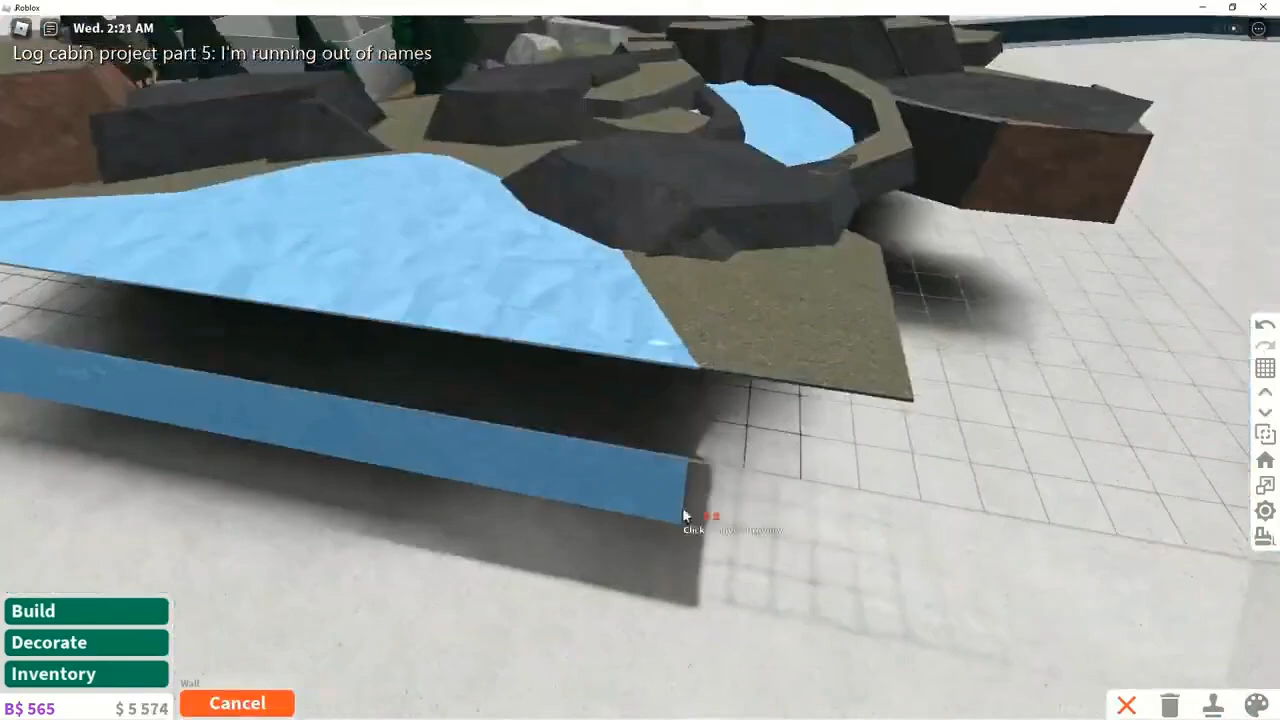 Roblox
Wed. 2:21 AM
Log cabin project part 5: I'm running out of names
Click
Build
Decorate
Inventory
Wall
B$ 565
$ 5 574
Cancel